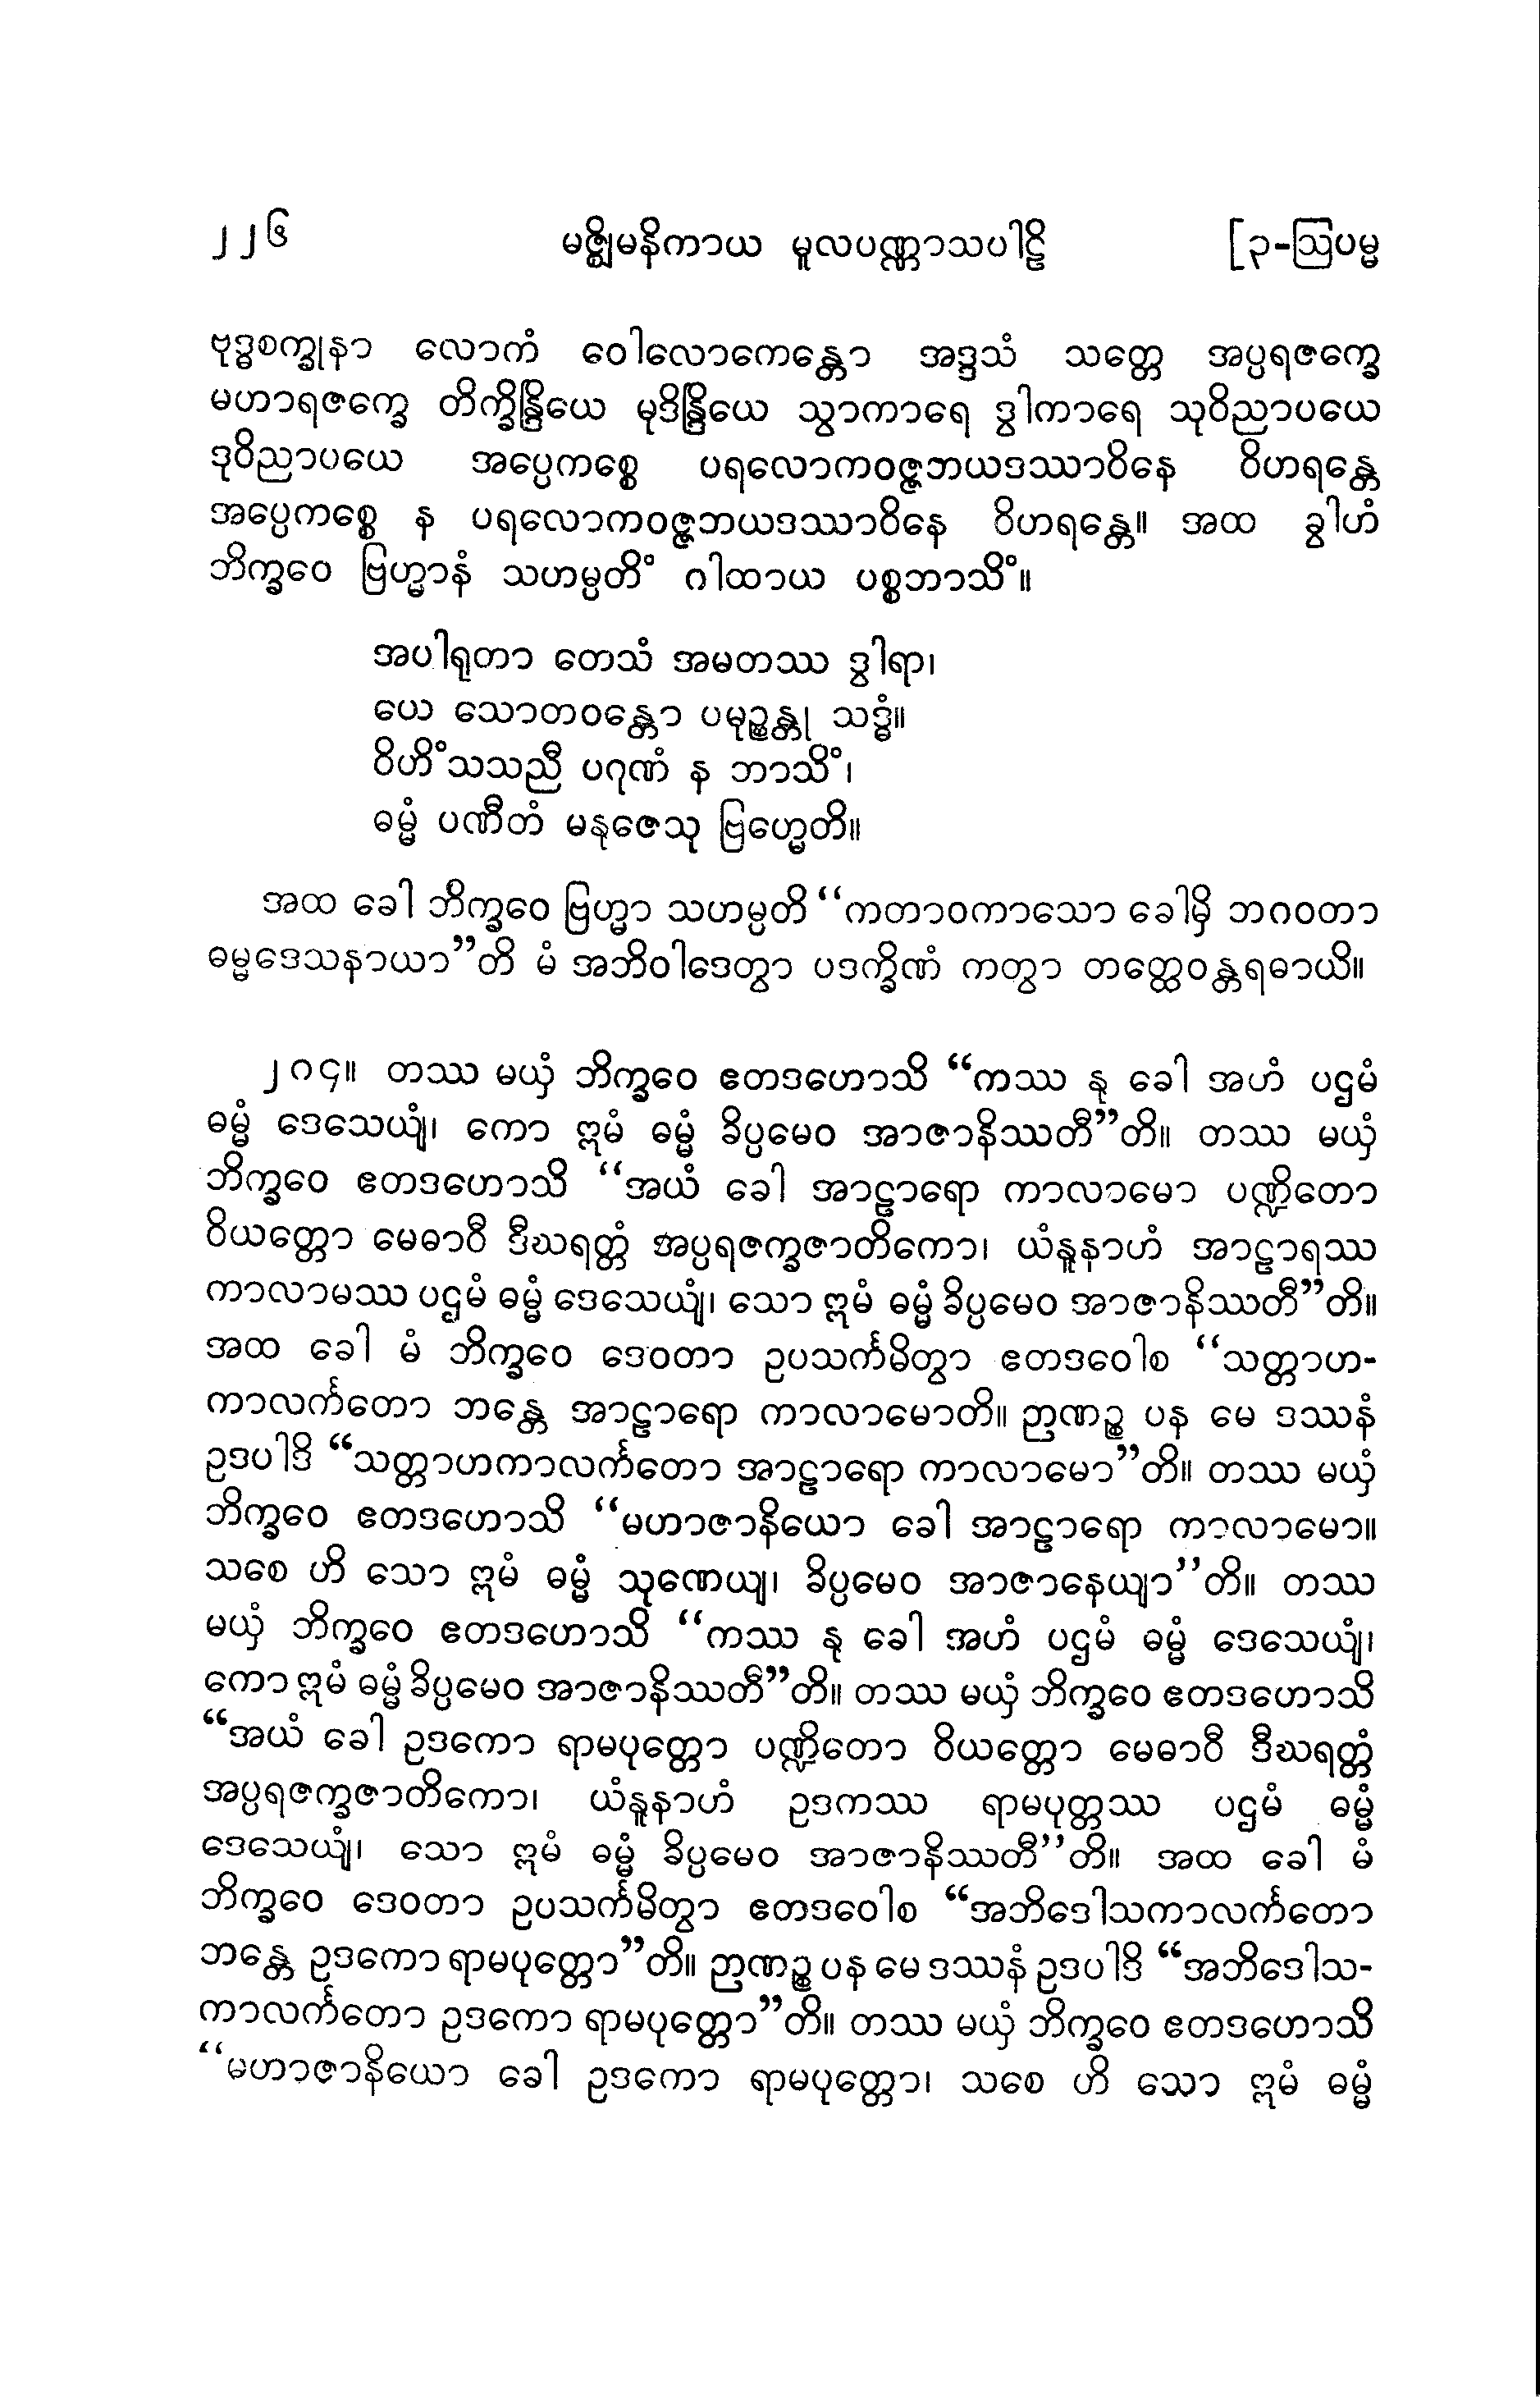 ၂၂၆ မဇ္ဈိမနိကာယ မူလပဏ္ဏာသပါဠိ [၃-ဩပမ္မ
ဗုဒ္ဓစက္ခုနာ လောကံ ဝေါလောကေန္တော အဒ္ဒသံ သတ္တေ အပ္ပရဇက္ခေ
မဟာရဇက္ခေ တိက္ခိန္ဒြိယေ မုဒိန္ဒြိယေ သွာကာရေ ဒွါကာရေ သုဝိညာပယေ
ဒုဝိညာပယေ အပ္ပေကစ္စေ ပရလောကဝဇ္ဇဘယဒဿာဝိနေ ဝိဟရန္တေ
အပ္ပေကစ္စေ န ပရလောကဝဇ္ဇဘယဒဿာဝိနေ ဝိဟရန္တေ။ အထ ခွါဟံ
ဘိက္ခဝေ ဗြဟ္မာနံ သဟမ္ပတိံ ဂါထာယ ပစ္စဘာသိံ။
အပါရုတာ တေသံ အမတဿ ဒွါရာ၊
ယေ သောတဝန္တော ပမုဉ္စန္တု သဒ္ဓံ။
ဝိဟိံသသညီ ပဂုဏံ န ဘာသိံ၊
ဓမ္မံ ပဏီတံ မနုဇေသု ဗြဟ္မေတိ။
အထ ခေါ ဘိက္ခဝေ ဗြဟ္မာ သဟမ္ပတိ “ကတာဝကာသော ခေါမှိ ဘဂဝတာ
ဓမ္မဒေသနာယာ”တိ မံ အဘိဝါဒေတွာ ပဒက္ခိဏံ ကတွာ တတ္ထေဝန္တရဓာယိ။
၂၈၄။ တဿ မယှံ ဘိက္ခဝေ ဧတဒဟောသိ “ကဿ နု ခေါ အဟံ ပဌမံ
ဓမ္မံ ဒေသေယျံ၊ ကော ဣမံ ဓမ္မံ ခိပ္ပမေဝ အာဇာနိဿတီ”တိ။ တဿ မယှံ
ဘိက္ခဝေ ဧတဒဟောသိ “အယံ ခေါ အာဠာရော ကာလာမော ပဏ္ဍိတော
ဝိယတ္တော မေဓာဝီ ဒီဃရတ္တံ အပ္ပရဇက္ခဇာတိကော၊ ယံနူနာဟံ အာဠာရဿ
ကာလာမဿ ပဌမံ ဓမ္မံ ဒေသေယျံ၊ သော ဣမံ ဓမ္မံ ခိပ္ပမေဝ အာဇာနိဿတီ”တိ။
အထ ခေါ မံ ဘိက္ခဝေ ဒေဝတာ ဥပသင်္ကမိတွာ ဧတဒဝေါစ “သတ္တာဟ-
ကာလင်္ကတော ဘန္တေ အာဠာရော ကာလာမောတိ။ ဉာဏဉ္စ ပန မေ ဒဿနံ
ဥဒပါဒိ “သတ္တာဟကာလင်္ကတော အာဠာရော ကာလာမော”တိ။ တဿ မယှံ
ဘိက္ခဝေ ဧတဒဟောသိ “မဟာဇာနိယော ခေါ အာဠာရော ကာလာမော။
သစေ ဟိ သော ဣမံ ဓမ္မံ သုဏေယျ၊ ခိပ္ပမေဝ အာဇာနေယျာ”တိ။ တဿ
မယှံ ဘိက္ခဝေ ဧတဒဟောသိ “ကဿ နု ခေါ အဟံ ပဌမံ ဓမ္မံ ဒေသေယျံ၊
ကော ဣမံ ဓမ္မံ ခိပ္ပမေဝ အာဇာနိဿတီ”တိ။ တဿ မယှံ ဘိက္ခဝေ ဧတဒဟောသိ
“အယံ ခေါ ဥဒကော ရာမပုတ္တော ပဏ္ဍိတော ဝိယတ္တော မေဓာဝီ ဒီဃရတ္တံ
အပ္ပရဇက္ခဇာတိကော၊ ယံနူနာဟံ ဥဒကဿ ရာမပုတ္တဿ ပဌမံ ဓမ္မံ
ဒေသေယျံ၊ သော ဣမံ ဓမ္မံ ခိပ္ပမေဝ အာဇာနိဿတီ”တိ။ အထ ခေါ မံ
ဘိက္ခဝေ ဒေဝတာ ဥပသင်္ကမိတွာ ဧတဒဝေါစ “အဘိဒေါသကာလင်္ကတော
ဘန္တေ ဥဒကော ရာမပုတ္တော”တိ။ ဉာဏဉ္စ ပန မေ ဒဿနံ ဥဒပါဒိ “အဘိဒေါသ-
ကာလင်္ကတော ဥဒကော ရာမပုတ္တော”တိ။ တဿ မယှံ ဘိက္ခဝေ ဧတဒဟောသိ
“မဟာဇာနိယော ခေါ ဥဒကော ရာမပုတ္တော၊ သစေ ဟိ သော ဣမံ ဓမ္မံ